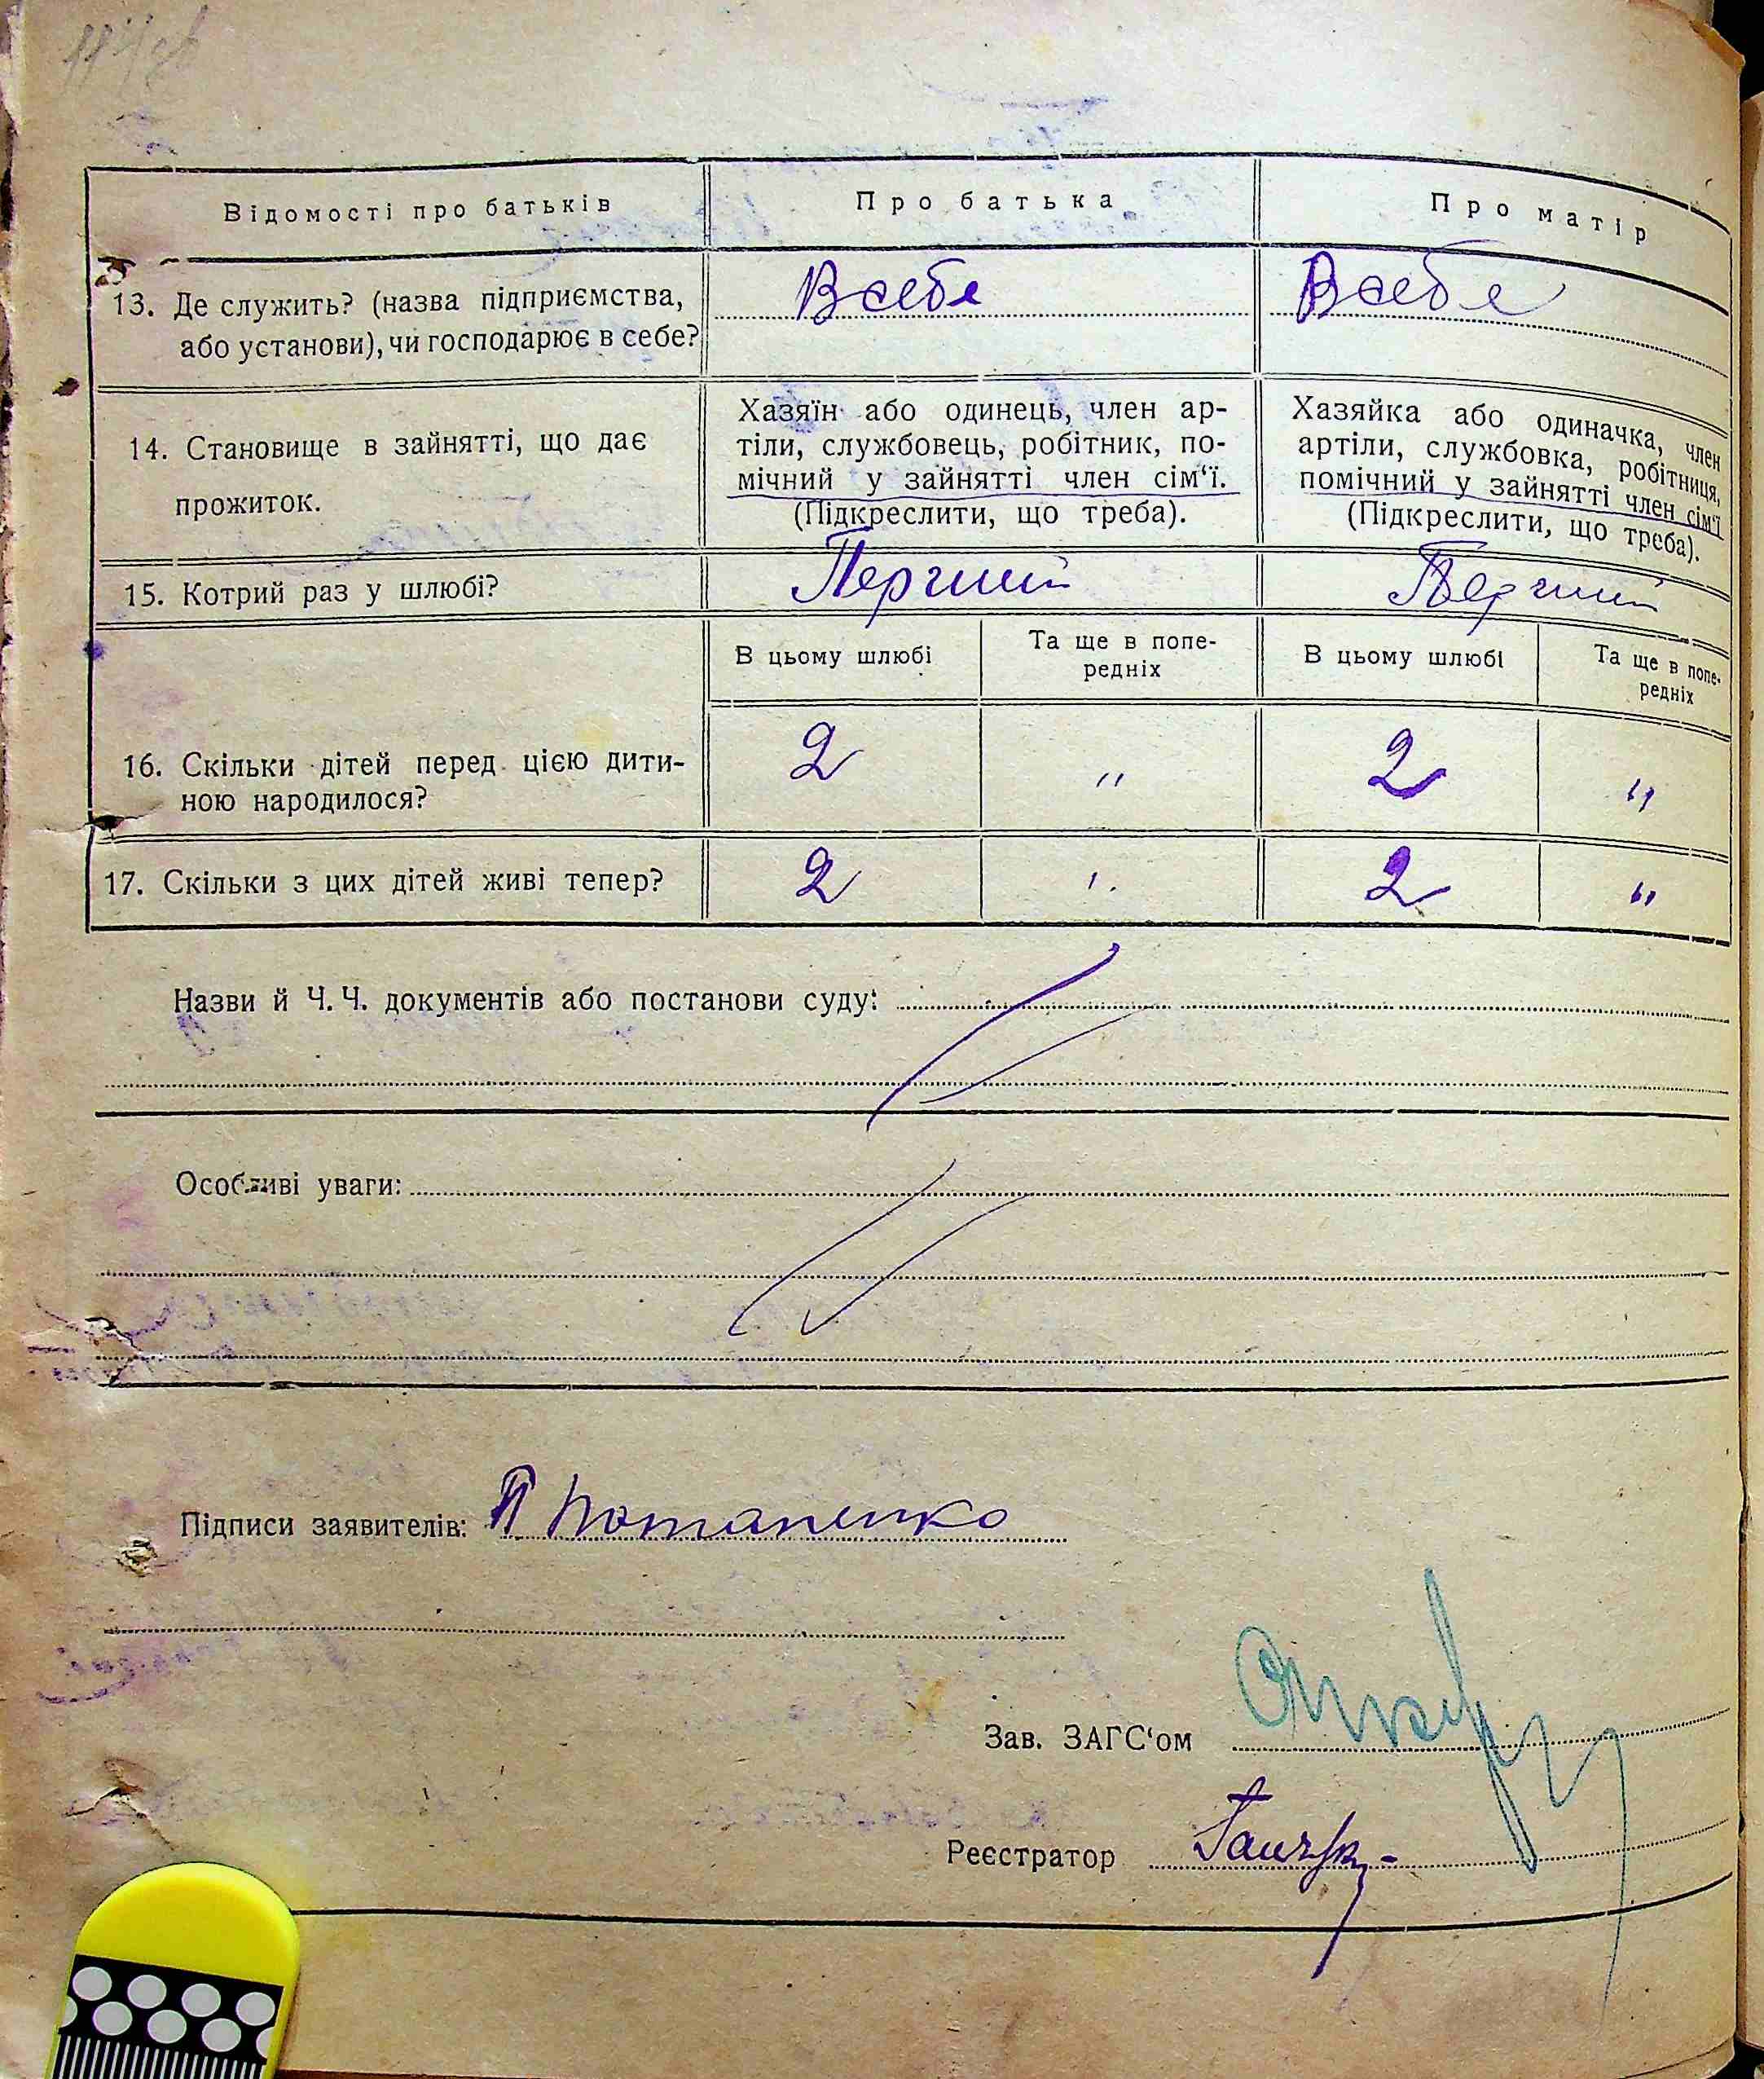 Відомості про батьків Про батька Про матір
13. Де служить? (назва підприємства, Всебе Всебе
або установи), чи господарює в себе?
Хазяїн або одинець, член ар- Хазяйка або одиначка, член
14. Становище в зайнятті, що дає тіли, службовець, робітник, по- артіли, службовка, робітниця,
мічний у зайнятті член сім‘ї. помічний у зайнятті член сім‘ї
прожиток. (Підкреслити, що треба). (Підкреслити, що треба).
15. Котрий раз у шлюбі? Перший Перший
В цьому шлюбі Та ще в попе- В цьому шлюбі Та ще в попе-
редніх редніх
16. Скільки дітей перед цією дити- 2 " 2 "
ною народилося?
17. Скільки з цих дітей живі тепер? 2 " 2 "
Назви й Ч. Ч. документів або постанови суду:
Особливі уваги:
Підписи заявителів: П Потапенко
Зав. ЗАГС‘ом
Реєстратор